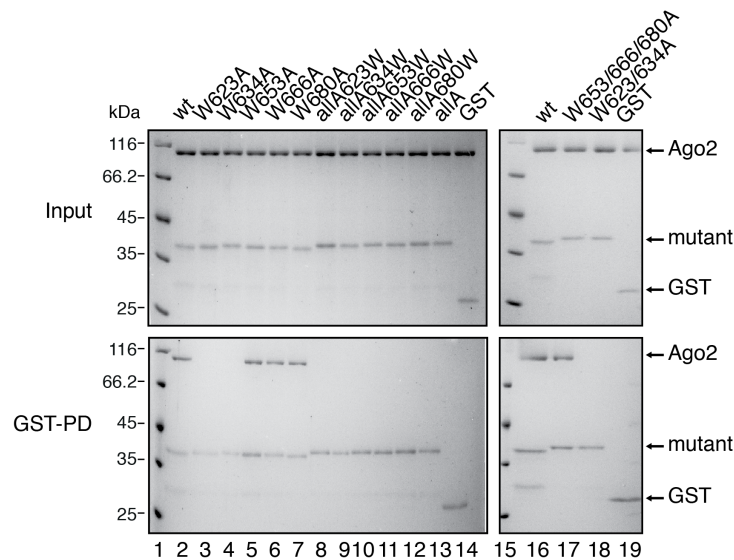 kDa
wt
W623A
W634A
W653A
W666A
W680A
allA623W
allA634W
allA653W
allA666W
allA680W
allA
GST
wt
W653/666/680A
W623/634A
GST
Input
116-
66.2-
45-
35-
25-
Ago2
mutant
GST
GST-PD
116-
66.2-
45-
35-
25-
Ago2
mutant
GST
1 2 3 4 5 6 7 8 9 10 11 12 13 14 15 16 17 18 19